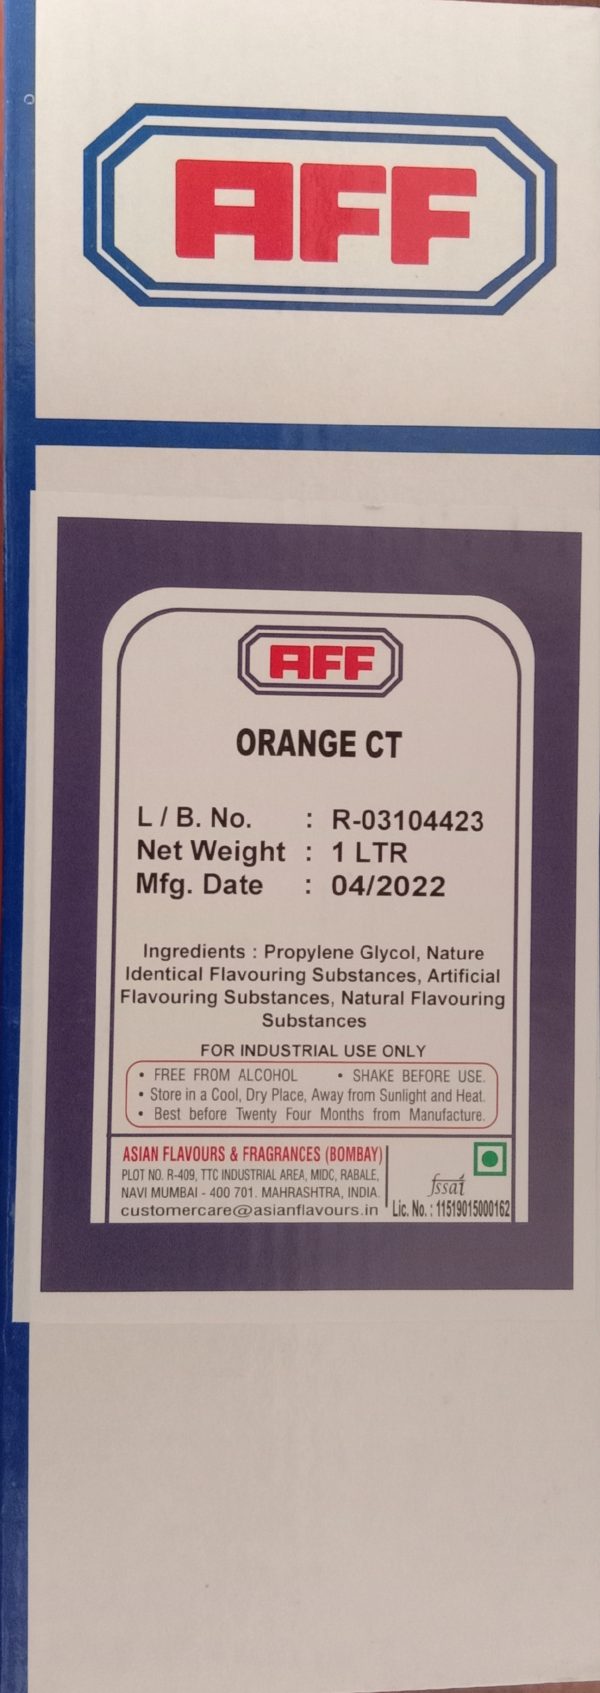 AFF
AFF
ORANGE CT
L / B. No. : R-03104423
Net Weight : 1 LTR
Mfg. Date : 04/2022
Ingredients : Propylene Glycol, Nature
Identical Flavouring Substances, Artificial
Flavouring Substances, Natural Flavouring
Substances
FOR INDUSTRIAL USE ONLY
• FREE FROM ALCOHOL • SHAKE BEFORE USE.
• Store in a Cool, Dry Place, Away from Sunlight and Heat.
• Best before Twenty Four Months from Manufacture.
ASIAN FLAVOURS & FRAGRANCES (BOMBAY)
PLOT NO. R-409, TTC INDUSTRIAL AREA, MIDC, RABALE,
NAVI MUMBAI - 400 701. MAHRASHTRA, INDIA.
customercare@asianflavours.in
fssai
Lic. No. : 11519015000162